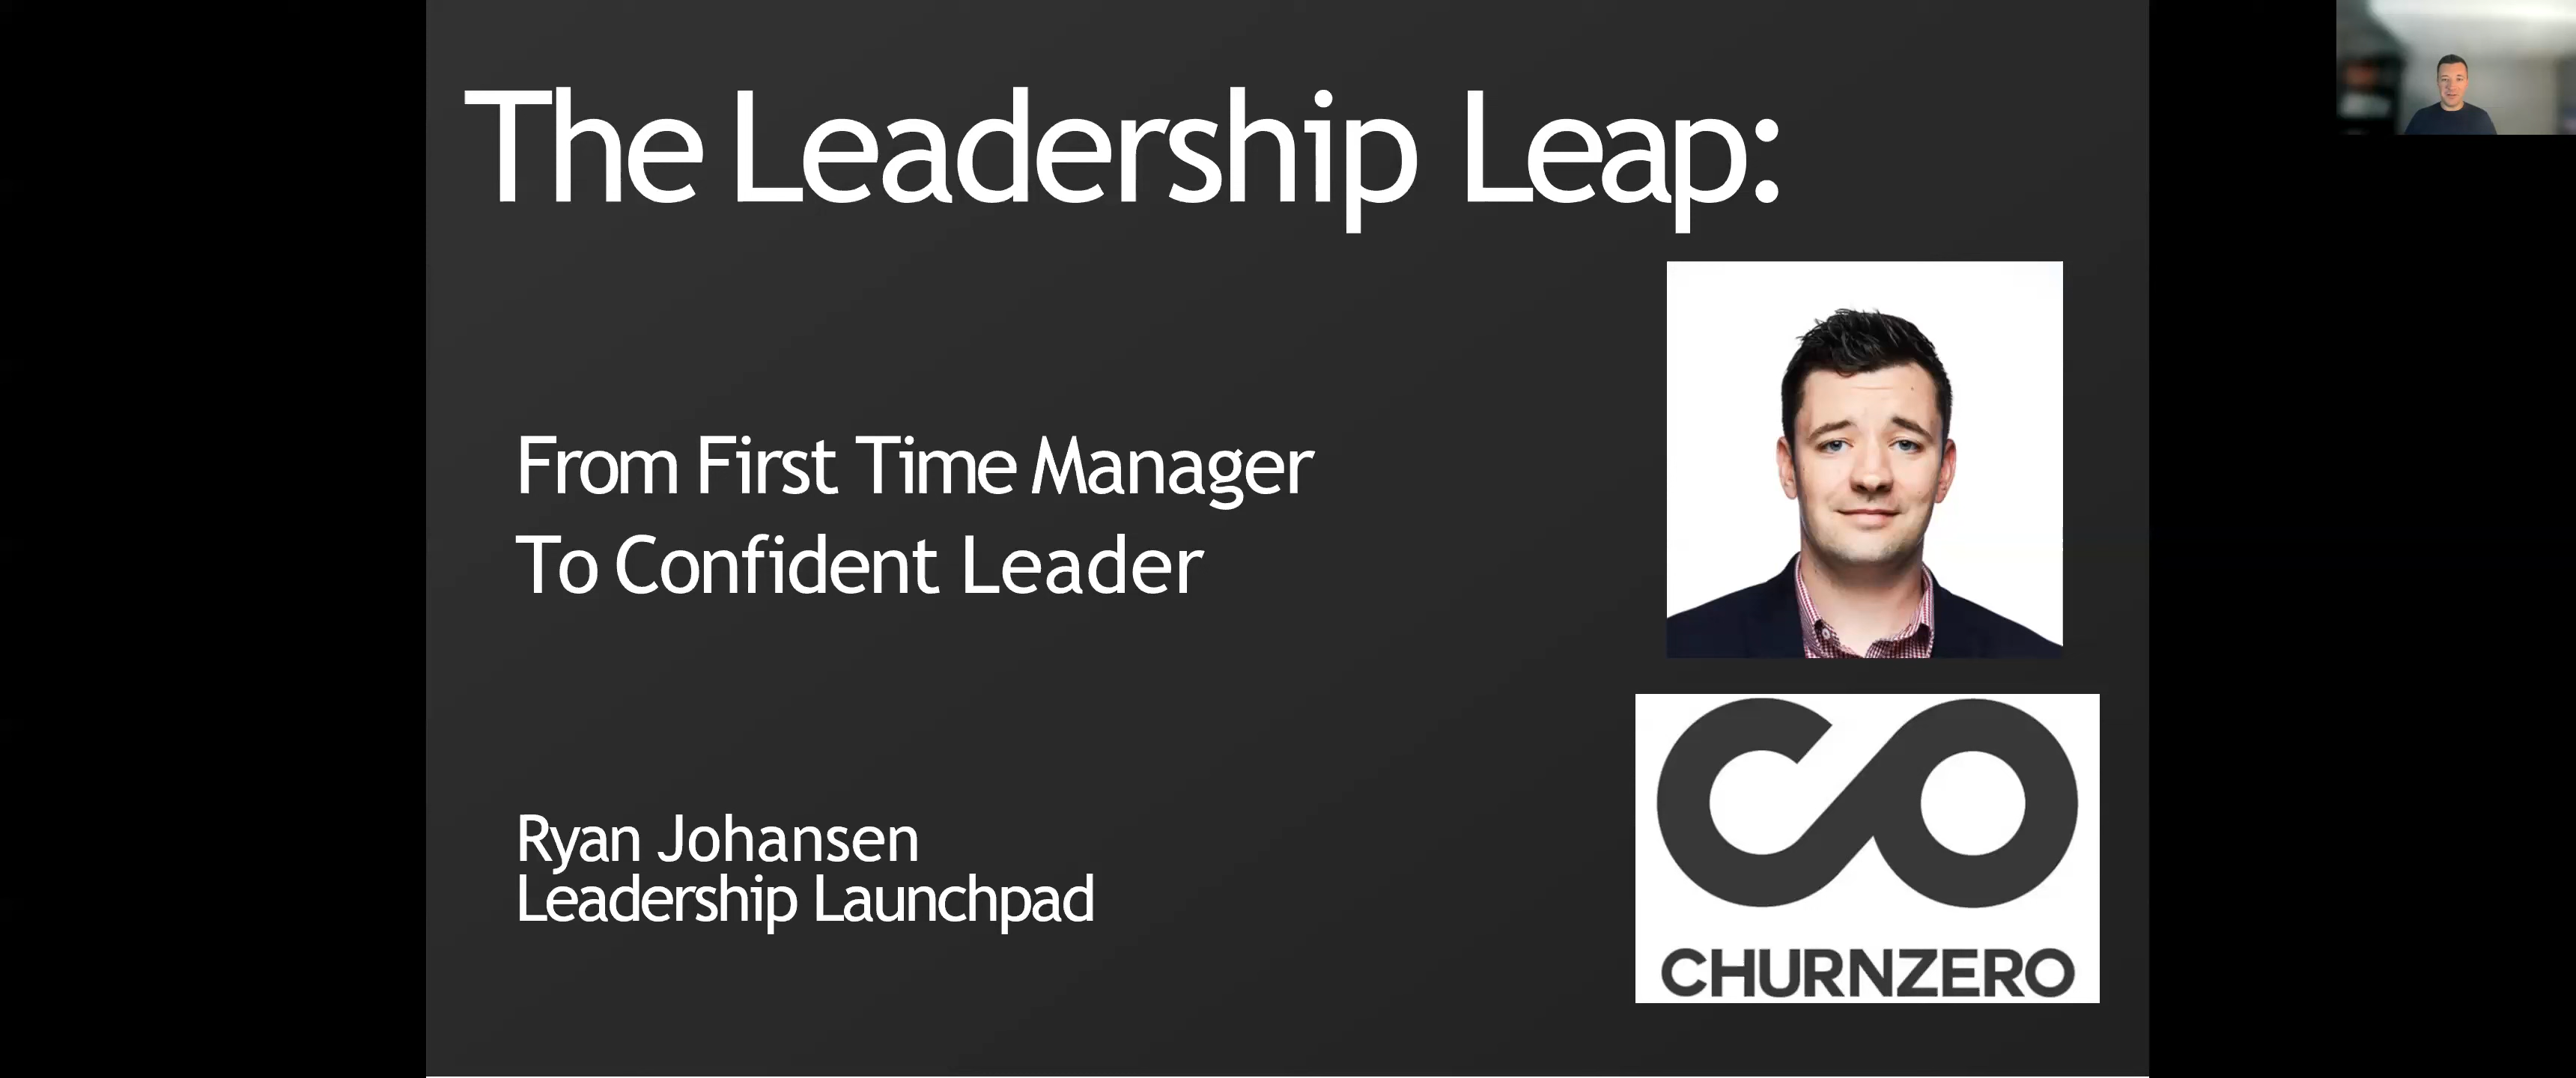 The Leadership Leap:
From First Time Manager
To Confident Leader
Ryan Johansen
Leadership Launchpad
CHURNZERO